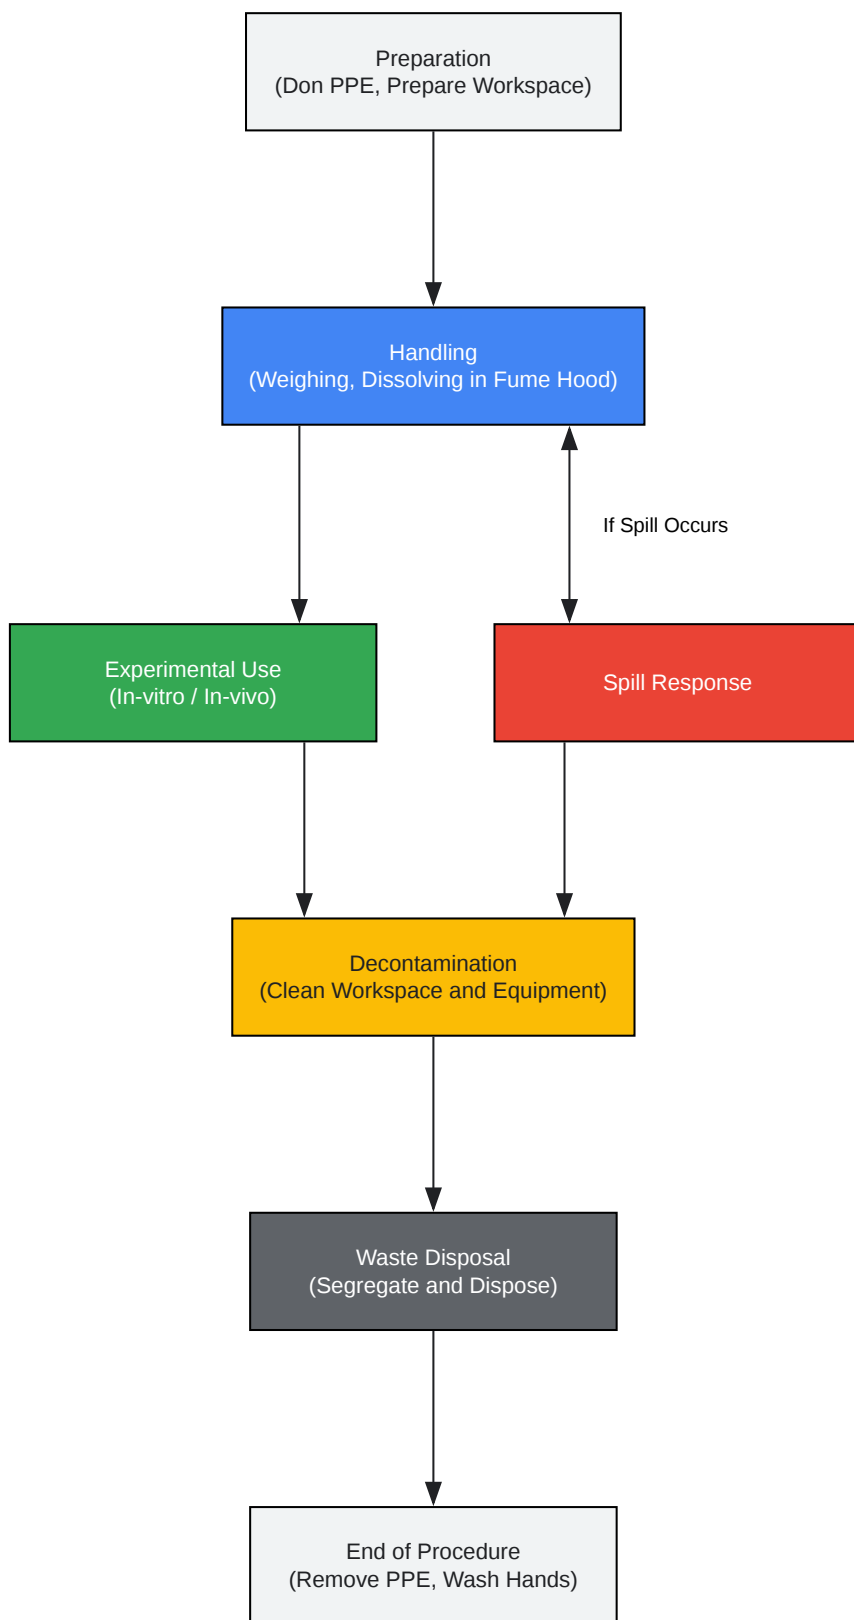 Preparation
(Don PPE, Prepare Workspace)
Handling
(Weighing, Dissolving in Fume Hood)
If Spill Occurs
Experimental Use
(In-vitro / In-vivo)
Spill Response
Decontamination
(Clean Workspace and Equipment)
Waste Disposal
(Segregate and Dispose)
End of Procedure
(Remove PPE, Wash Hands)